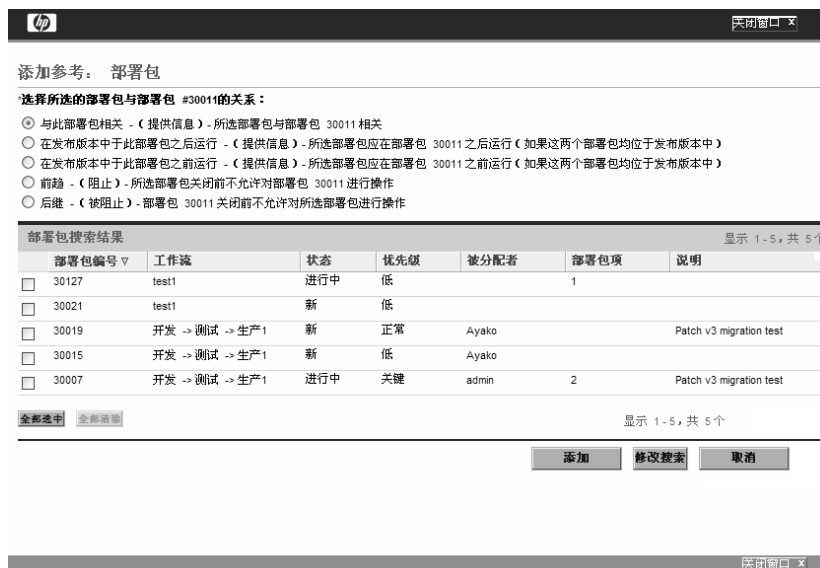 hp
关闭窗口 x
添加参考： 部署包
*选择所选的部署包与部署包 #30011的关系：
与此部署包相关 - （ 提供信息 ）- 所选部署包与部署包 30011 相关
在发布版本中于此部署包之后运行 - （ 提供信息 ）- 所选部署包应在部署包 30011 之后运行（ 如果这两个部署包均位于发布版本中 ）
在发布版本中于此部署包之前运行 - （ 提供信息 ）- 所选部署包应在部署包 30011 之前运行（ 如果这两个部署包均位于发布版本中 ）
前趋 - （ 阻止 ）- 所选部署包关闭前不允许对部署包 30011 进行操作
后继 - （ 被阻止 ）- 部署包 30011 关闭前不允许对所选部署包进行操作
部署包搜索结果 显示 1 - 5，共 5个
部署包编号 工作流 状态 优先级 被分配者 部署包项 说明
30127 test1 进行中 低 1
30021 test1 新 低
30019 开发 -> 测试 -> 生产1 新 正常 Ayako Patch v3 migration test
30015 开发 -> 测试 -> 生产1 新 低 Ayako
30007 开发 -> 测试 -> 生产1 进行中 关键 admin 2 Patch v3 migration test
全部选中 全部清除 显示 1 - 5，共 5个
添加 修改搜索 取消
关闭窗口 x